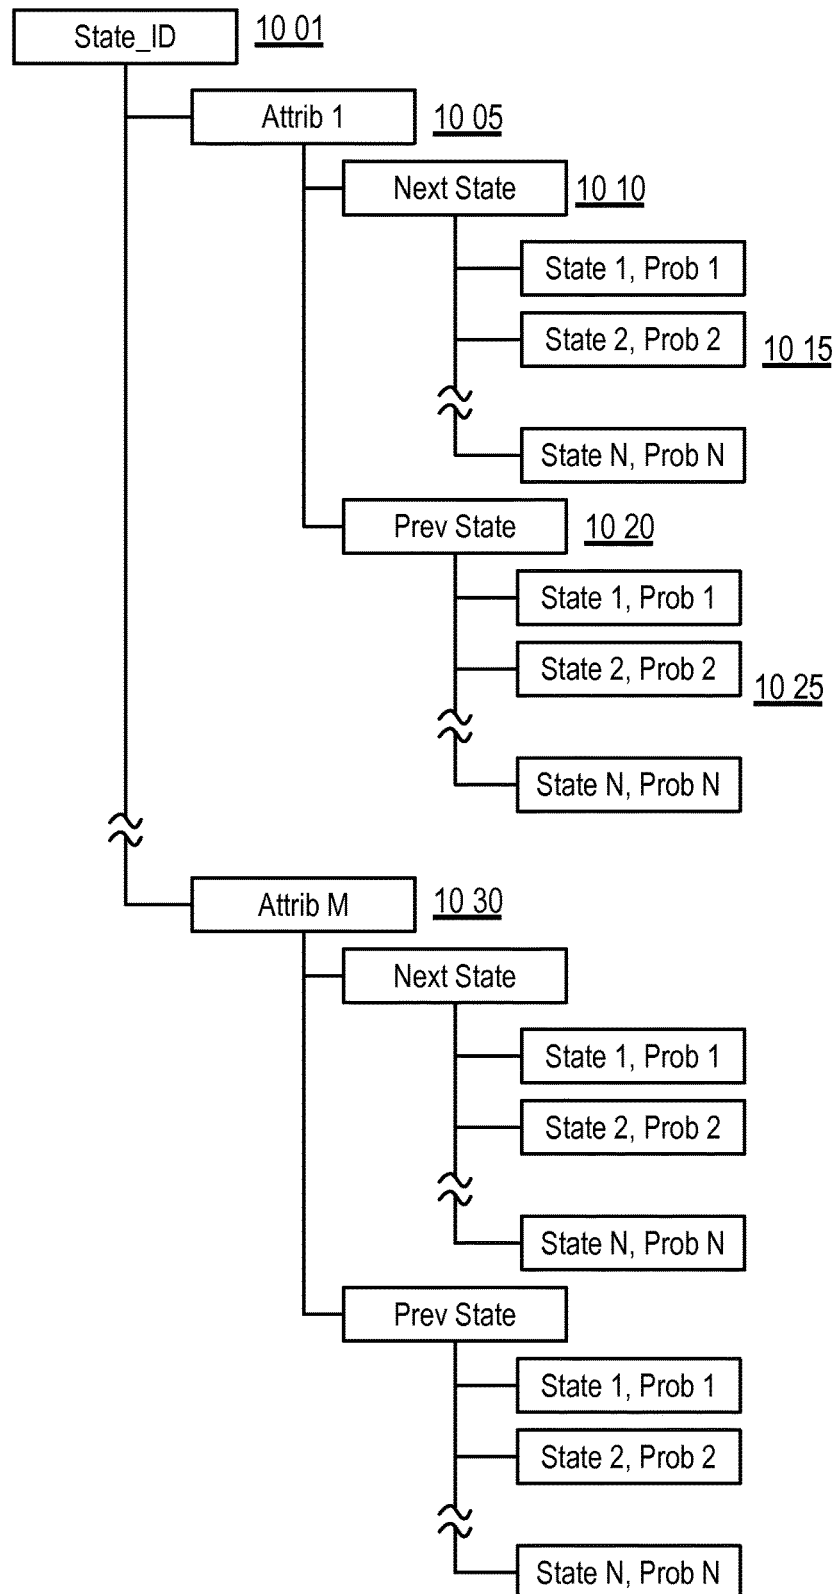 State_ID 10 01
Attrib 1 10 05
Next State 10 10
State 1, Prob 1
State 2, Prob 2 10 15
State N, Prob N
Prev State 10 20
State 1, Prob 1
State 2, Prob 2 10 25
State N, Prob N
Attrib M 10 30
Next State
State 1, Prob 1
State 2, Prob 2
State N, Prob N
Prev State
State 1, Prob 1
State 2, Prob 2
State N, Prob N